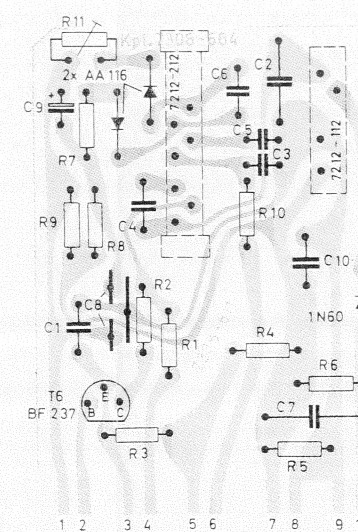 R11
Kpl. 7108-664
2x AA 116
7212-212
C6
C2
7212-112
+
C9
R7
C5
C3
R9
R8
C4
R10
C10
C8
R2
C1
R1
1N60
R4
R6
T6
BF 237
E
B
C
C7
R3
R5
1 2 3 4 5 6 7 8 9